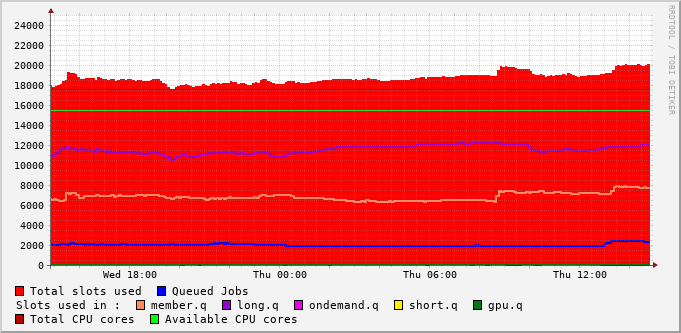 24000
22000
20000
18000
16000
14000
12000
10000
8000
6000
4000
2000
0
Wed 18:00 Thu 00:00 Thu 06:00 Thu 12:00
Total slots used Queued Jobs
Slots used in : member.q long.q ondemand.q short.q gpu.q
Total CPU cores Available CPU cores
RRDTOOL / TOBI OETIKER